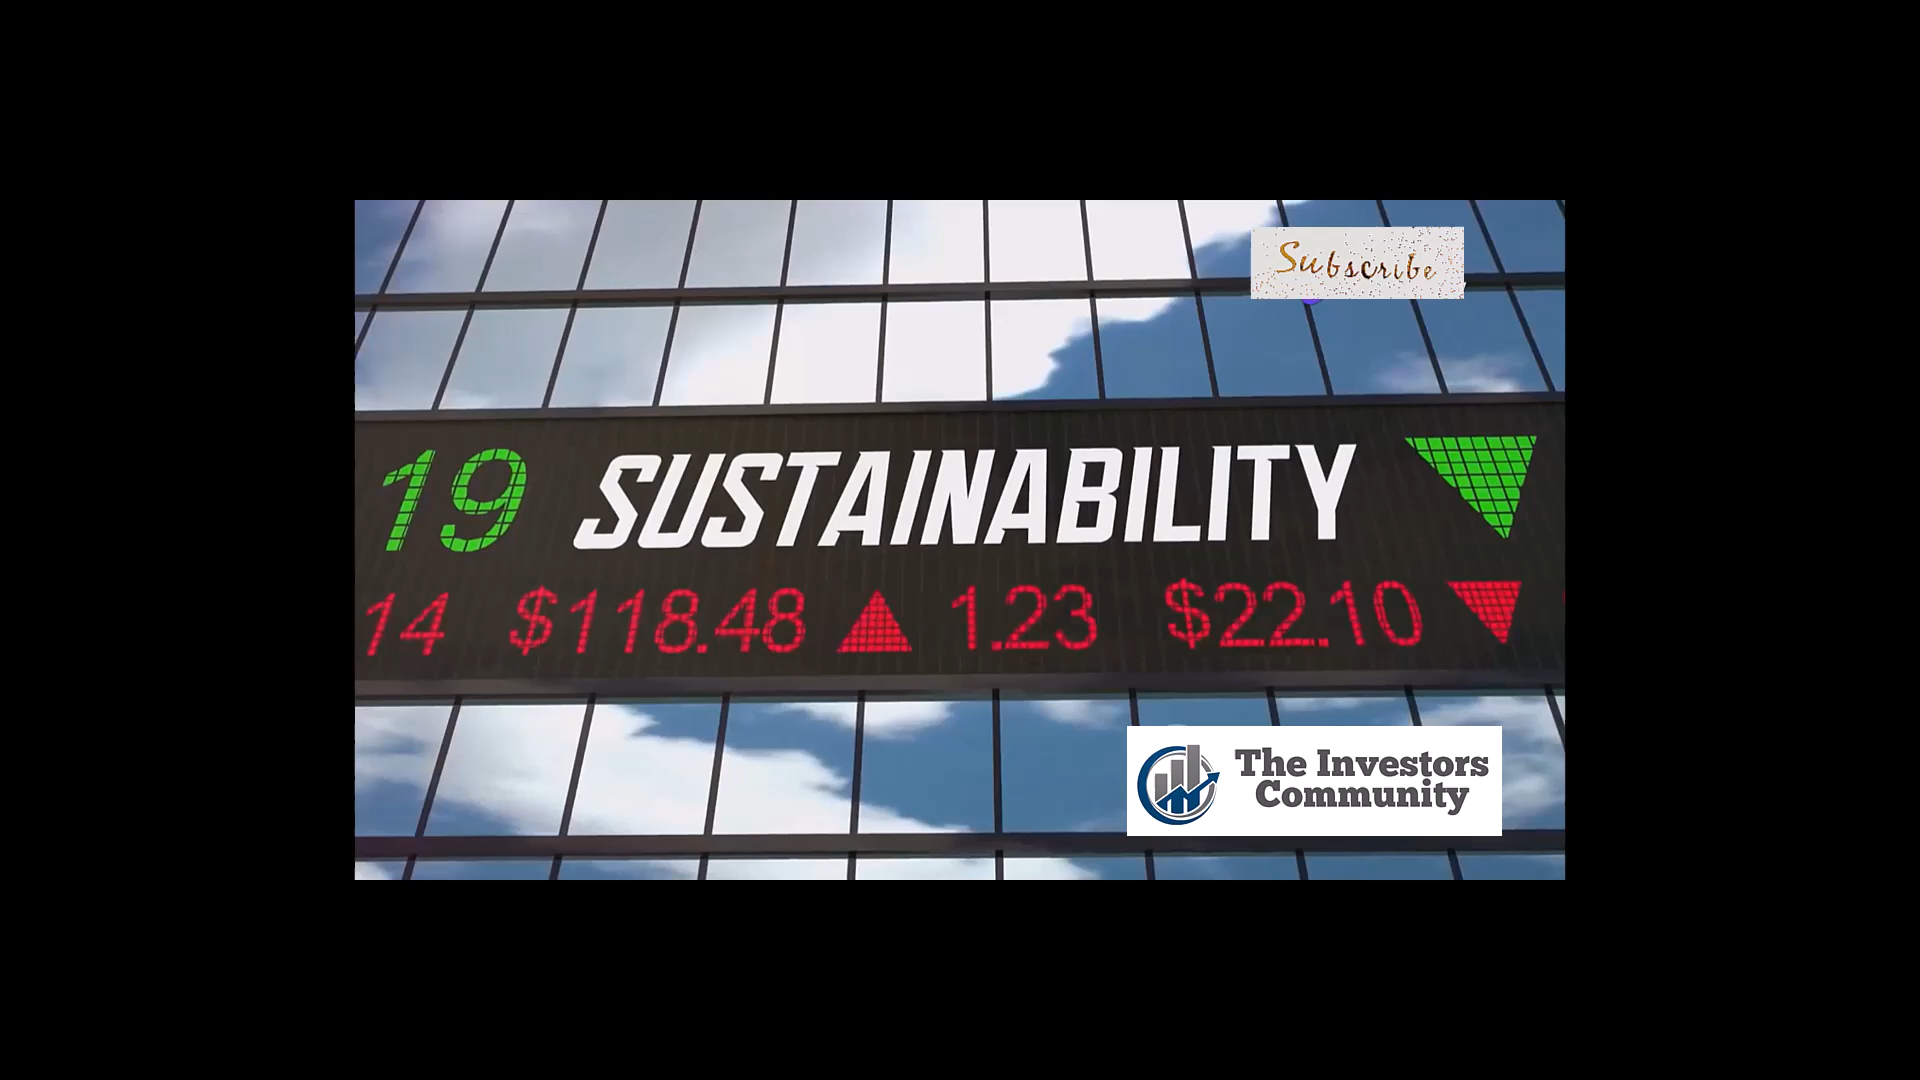 Subscribe
19 SUSTAINABILITY
14 $118.48 1.23 $22.10
The Investors
Community